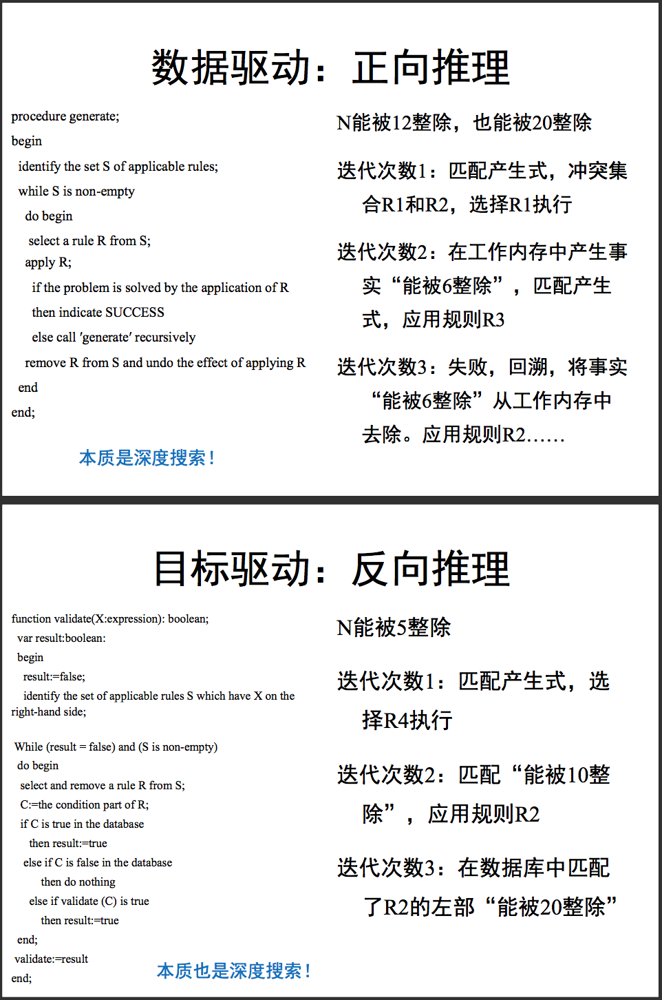 数据驱动：正向推理
procedure generate;
begin
identify the set S of applicable rules;
while S is non-empty
do begin
select a rule R from S;
apply R;
if the problem is solved by the application of R
then indicate SUCCESS
else call ′generate′ recursively
remove R from S and undo the effect of applying R
end
end;
本质是深度搜索！
N能被12整除，也能被20整除
迭代次数1：匹配产生式，冲突集
合R1和R2，选择R1执行
迭代次数2：在工作内存中产生事
实“能被6整除”，匹配产生
式，应用规则R3
迭代次数3：失败，回溯，将事实
“能被6整除”从工作内存中
去除。应用规则R2……
目标驱动：反向推理
function validate(X:expression): boolean;
var result:boolean:
begin
result:=false;
identify the set of applicable rules S which have X on the
right-hand side;
While (result = false) and (S is non-empty)
do begin
select and remove a rule R from S;
C:=the condition part of R;
if C is true in the database
then result:=true
else if C is false in the database
then do nothing
else if validate (C) is true
then result:=true
end;
validate:=result
end;
本质也是深度搜索！
N能被5整除
迭代次数1：匹配产生式，选
择R4执行
迭代次数2：匹配“能被10整
除”，应用规则R2
迭代次数3：在数据库中匹配
了R2的左部“能被20整除”